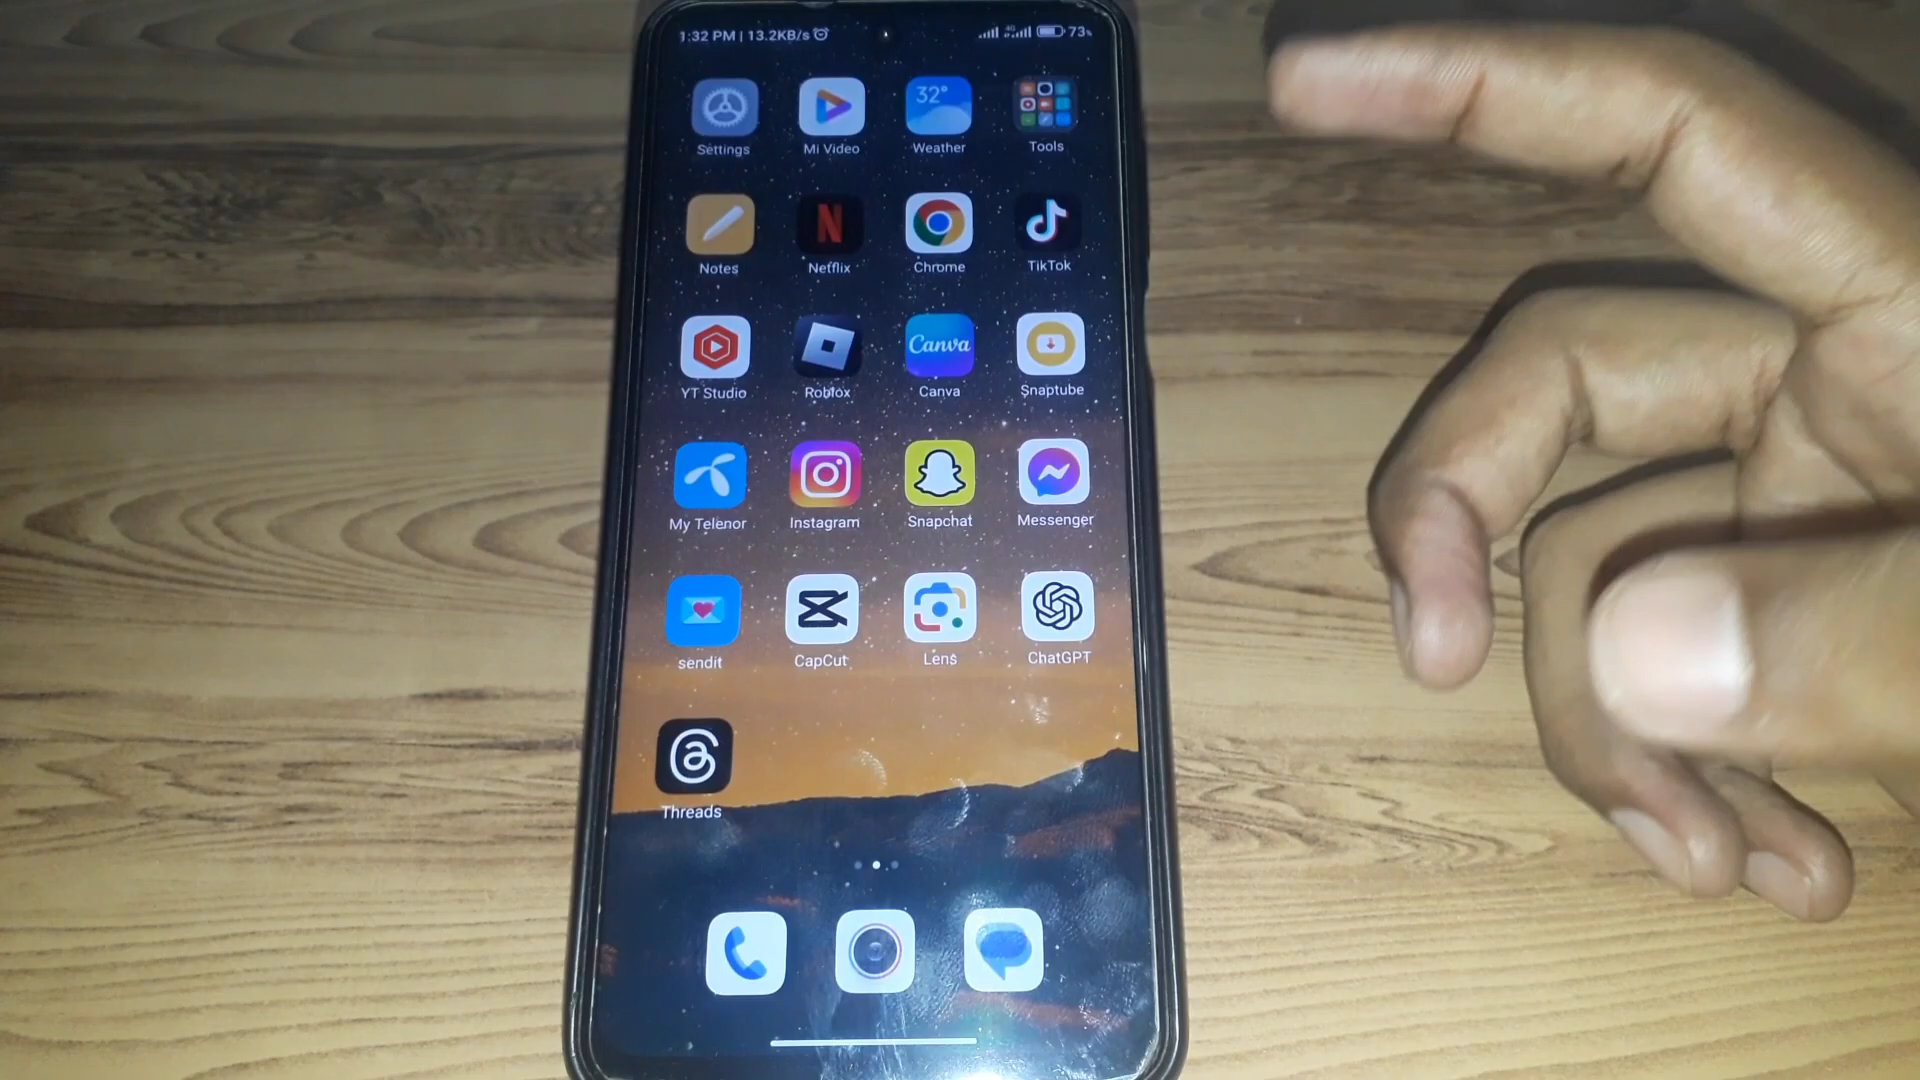 1:32 PM | 13.2KB/s 4G 73%
32°
Settings Mi Video Weather Tools
N
Notes Netflix Chrome TikTok
Canva
YT Studio Roblox Canva Snaptube
My Telenor Instagram Snapchat Messenger
sendit CapCut Lens ChatGPT
Threads